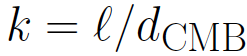 k = ℓ/d_CMB